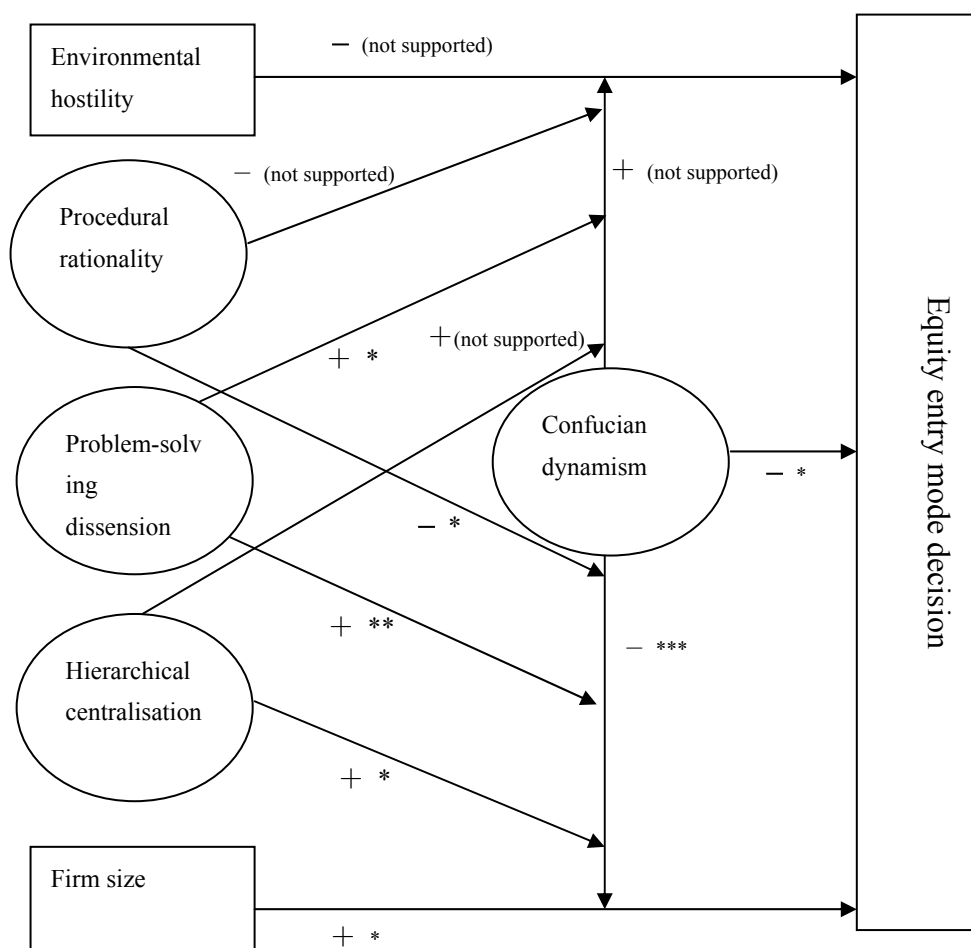 − (not supported)
Environmental
hostility
− (not supported)
+ (not supported)
Procedural
rationality
+ (not supported)
+ *
Problem-solv
ing
dissension
Confucian
dynamism
− *
− *
+ **
− ***
Hierarchical
centralisation
+ *
Firm size
+ *
Equity entry mode decision